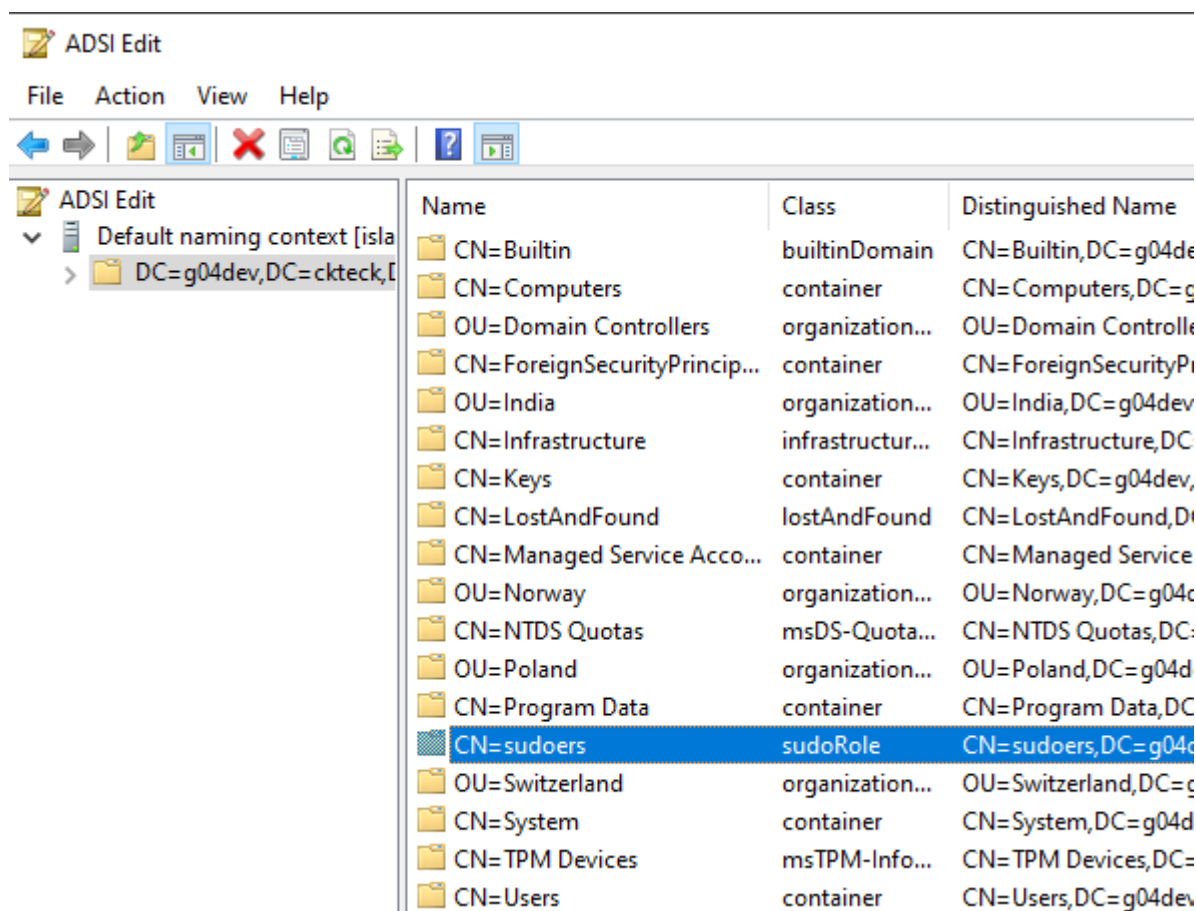 ADSI Edit
File Action View Help
ADSI Edit
Default naming context [isla
DC=g04dev,DC=ckteck,D
Name Class Distinguished Name
CN=Builtin builtinDomain CN=Builtin,DC=g04de
CN=Computers container CN=Computers,DC=g
OU=Domain Controllers organization... OU=Domain Controlle
CN=ForeignSecurityPrincip... container CN=ForeignSecurityPr
OU=India organization... OU=India,DC=g04dev
CN=Infrastructure infrastructur... CN=Infrastructure,DC=
CN=Keys container CN=Keys,DC=g04dev,
CN=LostAndFound lostAndFound CN=LostAndFound,D
CN=Managed Service Acco... container CN=Managed Service
OU=Norway organization... OU=Norway,DC=g04d
CN=NTDS Quotas msDS-Quota... CN=NTDS Quotas,DC=
OU=Poland organization... OU=Poland,DC=g04d
CN=Program Data container CN=Program Data,DC
CN=sudoers sudoRole CN=sudoers,DC=g04d
OU=Switzerland organization... OU=Switzerland,DC=g
CN=System container CN=System,DC=g04d
CN=TPM Devices msTPM-Info... CN=TPM Devices,DC=
CN=Users container CN=Users,DC=g04dev